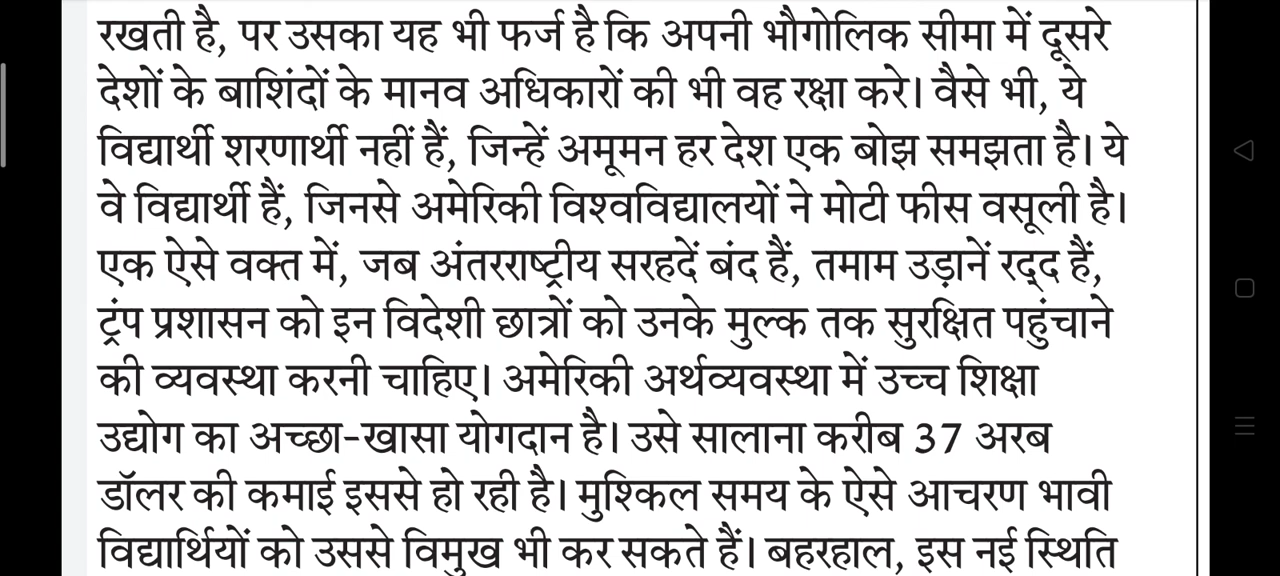 रखती है, पर उसका यह भी फर्ज है कि अपनी भौगोलिक सीमा में दूसरे
देशों के बाशिंदों के मानव अधिकारों की भी वह रक्षा करे। वैसे भी, ये
विद्यार्थी शरणार्थी नहीं हैं, जिन्हें अमूमन हर देश एक बोझ समझता है। ये
वे विद्यार्थी हैं, जिनसे अमेरिकी विश्वविद्यालयों ने मोटी फीस वसूली है।
एक ऐसे वक्त में, जब अंतरराष्ट्रीय सरहदें बंद हैं, तमाम उड़ानें रद्द हैं,
ट्रंप प्रशासन को इन विदेशी छात्रों को उनके मुल्क तक सुरक्षित पहुंचाने
की व्यवस्था करनी चाहिए। अमेरिकी अर्थव्यवस्था में उच्च शिक्षा
उद्योग का अच्छा-खासा योगदान है। उसे सालाना करीब 37 अरब
डॉलर की कमाई इससे हो रही है। मुश्किल समय के ऐसे आचरण भावी
विद्यार्थियों को उससे विमुख भी कर सकते हैं। बहरहाल, इस नई स्थिति